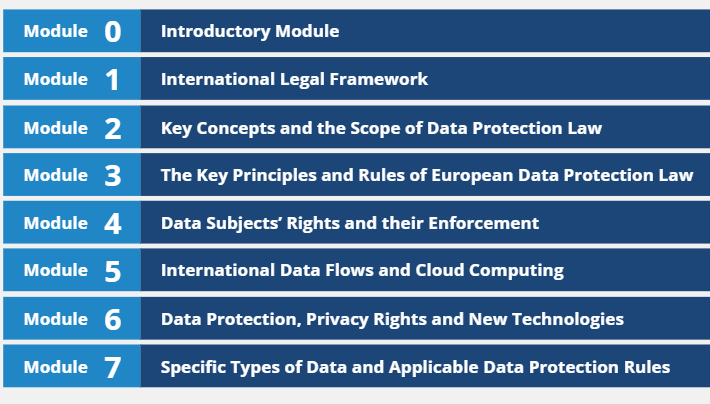 Module 0 Introductory Module
Module 1 International Legal Framework
Module 2 Key Concepts and the Scope of Data Protection Law
Module 3 The Key Principles and Rules of European Data Protection Law
Module 4 Data Subjects’ Rights and their Enforcement
Module 5 International Data Flows and Cloud Computing
Module 6 Data Protection, Privacy Rights and New Technologies
Module 7 Specific Types of Data and Applicable Data Protection Rules